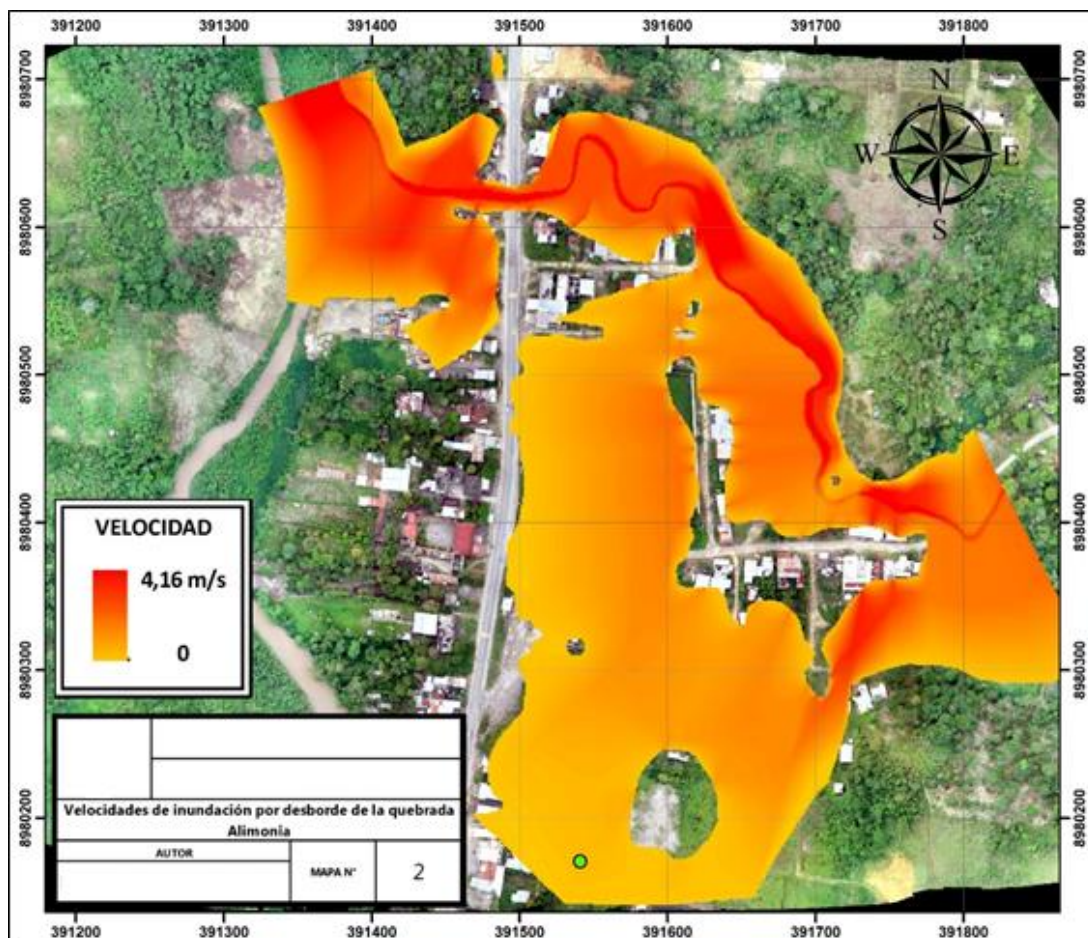 391200 391300 391400 391500 391600 391700 391800
8980700 8980700
N
W E
S
8980600 8980600
8980500 8980500
8980400 8980400
VELOCIDAD
4,16 m/s
0
8980300 8980300
8980200 8980200
Velocidades de inundación por desborde de la quebrada
Alimonia
AUTOR
MAPA N° 2
391200 391300 391400 391500 391600 391700 391800